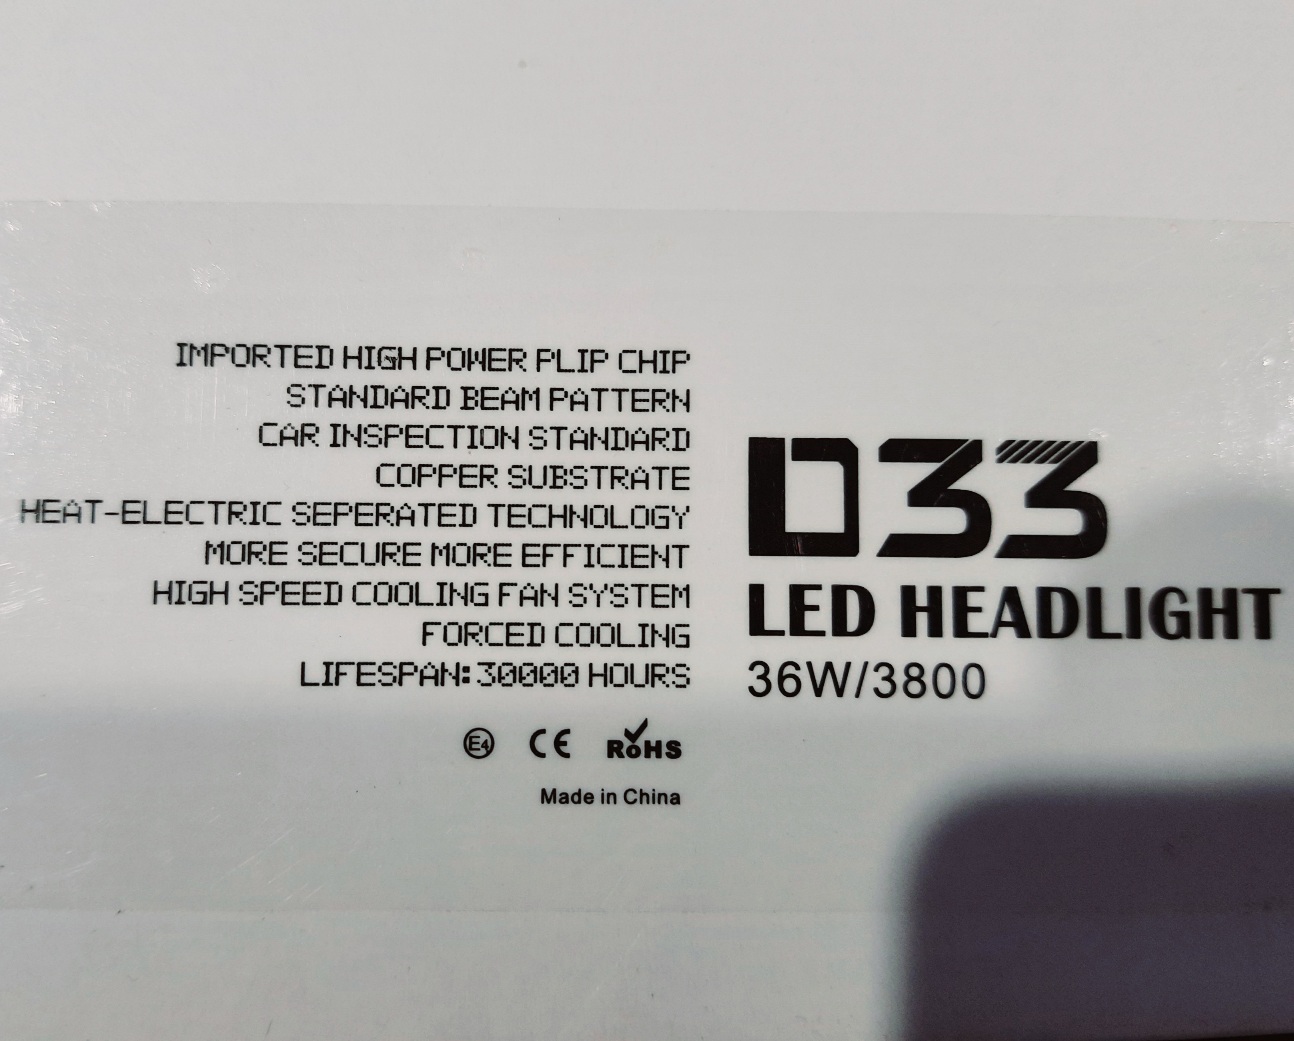 IMPORTED HIGH POWER PLIP CHIP
STANDARD BEAM PATTERN
CAR INSPECTION STANDARD
COPPER SUBSTRATE
HEAT-ELECTRIC SEPERATED TECHNOLOGY
MORE SECURE MORE EFFICIENT
HIGH SPEED COOLING FAN SYSTEM
FORCED COOLING
LIFESPAN: 30000 HOURS
E4 CE RoHS
Made in China
D33
LED HEADLIGHT
36W/3800